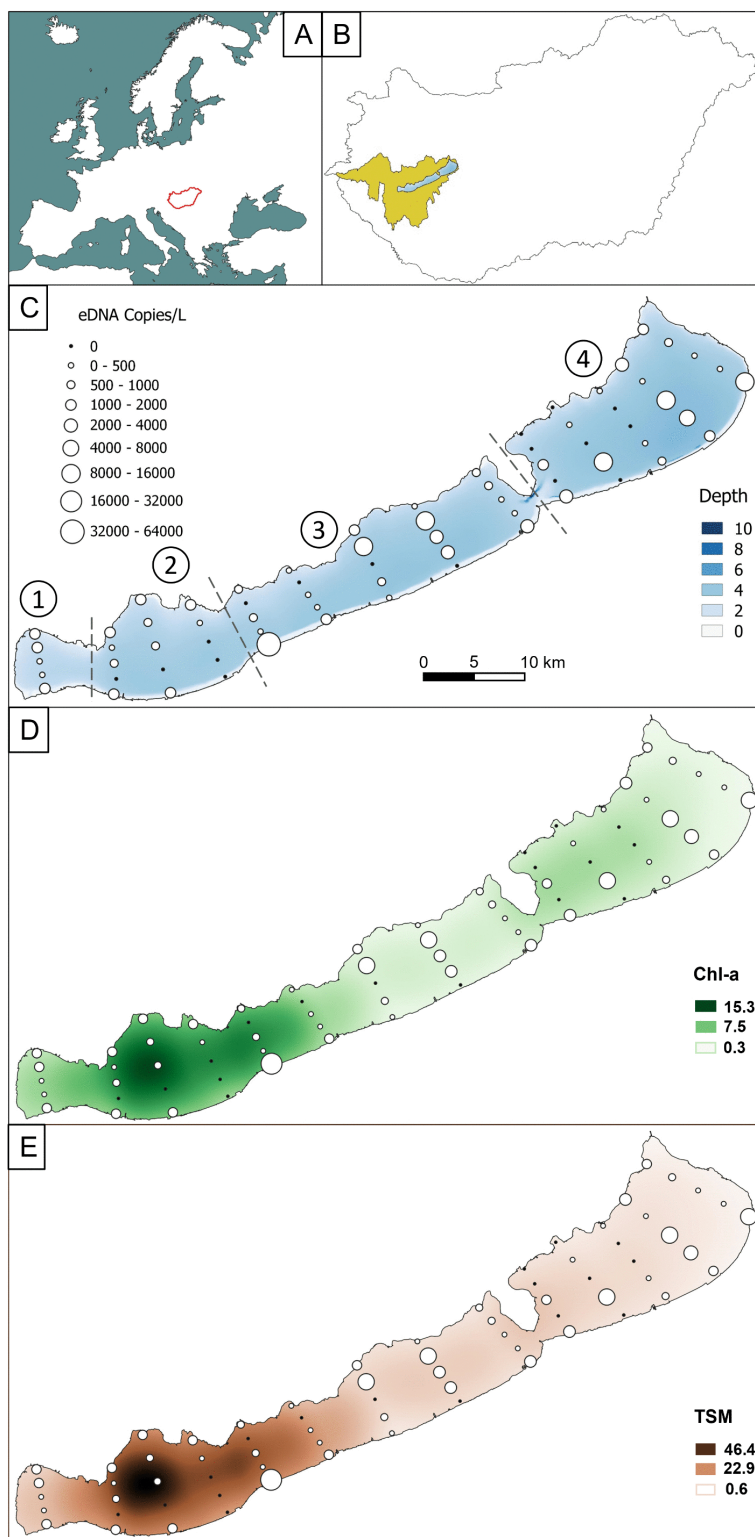 A
B
C
eDNA Copies/L
0
0 - 500
500 - 1000
1000 - 2000
2000 - 4000
4000 - 8000
8000 - 16000
16000 - 32000
32000 - 64000
4
3
2
1
Depth
10
8
6
4
2
0
0 5 10 km
D
Chl-a
15.3
7.5
0.3
E
TSM
46.4
22.9
0.6